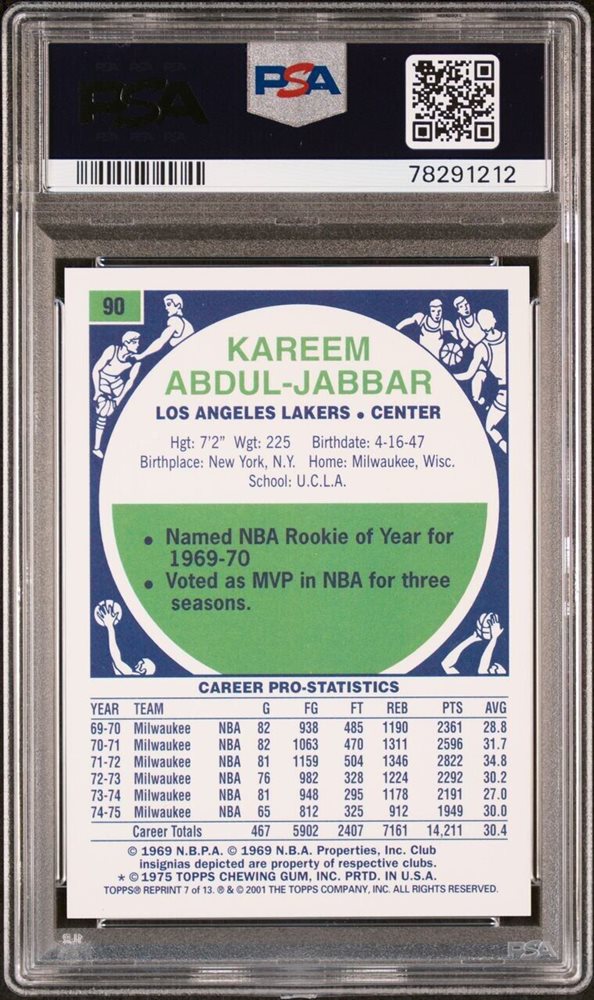 PSA
PSA
78291212
90
KAREEM
ABDUL-JABBAR
LOS ANGELES LAKERS • CENTER
Hgt: 7'2" Wgt: 225 Birthdate: 4-16-47
Birthplace: New York, N.Y. Home: Milwaukee, Wisc.
School: U.C.L.A.
• Named NBA Rookie of Year for
1969-70
• Voted as MVP in NBA for three
seasons.
CAREER PRO-STATISTICS
YEAR TEAM G FG FT REB PTS AVG
69-70 Milwaukee NBA 82 938 485 1190 2361 28.8
70-71 Milwaukee NBA 82 1063 470 1311 2596 31.7
71-72 Milwaukee NBA 81 1159 504 1346 2822 34.8
72-73 Milwaukee NBA 76 982 328 1224 2292 30.2
73-74 Milwaukee NBA 81 948 295 1178 2191 27.0
74-75 Milwaukee NBA 65 812 325 912 1949 30.0
Career Totals 467 5902 2407 7161 14,211 30.4
© 1969 N.B.P.A. © 1969 N.B.A. Properties, Inc. Club
insignias depicted are property of respective clubs.
* © 1975 TOPPS CHEWING GUM, INC. PRTD. IN U.S.A.
TOPPS® REPRINT 7 of 13. ® & © 2001 THE TOPPS COMPANY, INC. ALL RIGHTS RESERVED.
PSA